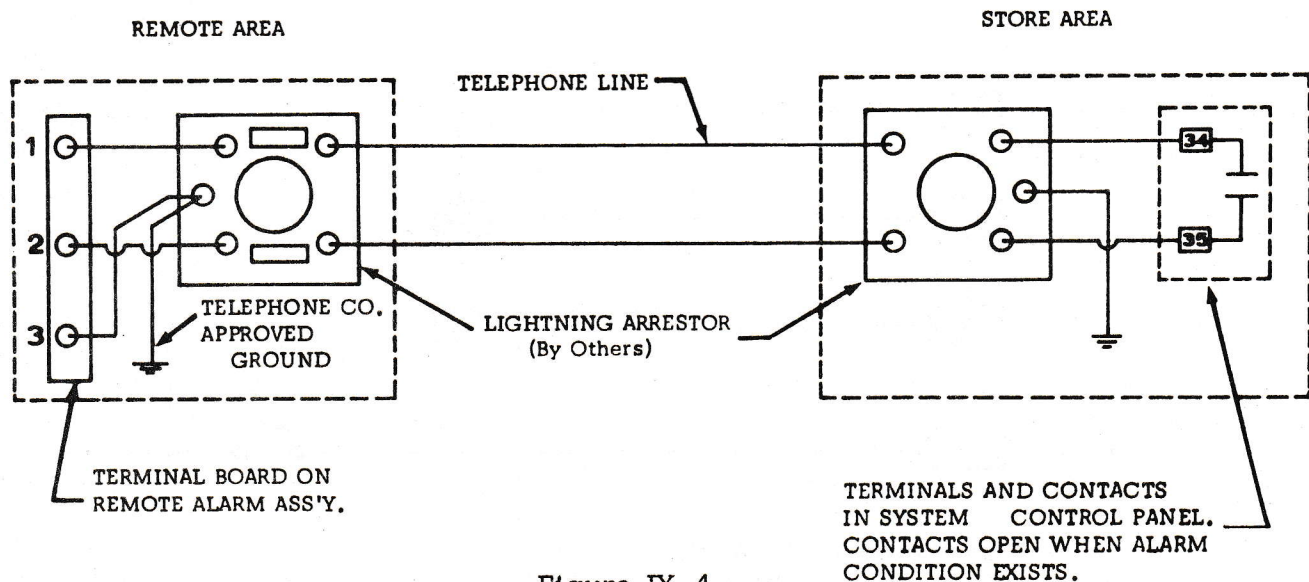 REMOTE AREA
STORE AREA
TELEPHONE LINE
1
2
3
34
35
TELEPHONE CO.
APPROVED
GROUND
LIGHTNING ARRESTOR
(By Others)
TERMINAL BOARD ON
REMOTE ALARM ASS'Y.
TERMINALS AND CONTACTS
IN SYSTEM CONTROL PANEL.
CONTACTS OPEN WHEN ALARM
CONDITION EXISTS.
Figure IX-4